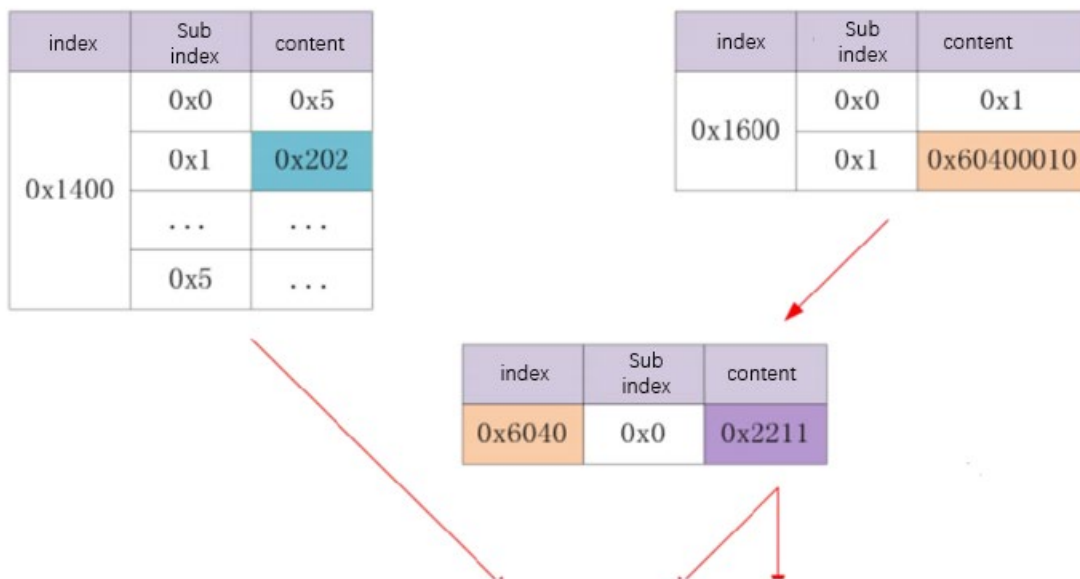 index Sub index content
0x1400 0x0 0x5
0x1 0x202
... ...
0x5 ...
index Sub index content
0x1600 0x0 0x1
0x1 0x60400010
index Sub index content
0x6040 0x0 0x2211